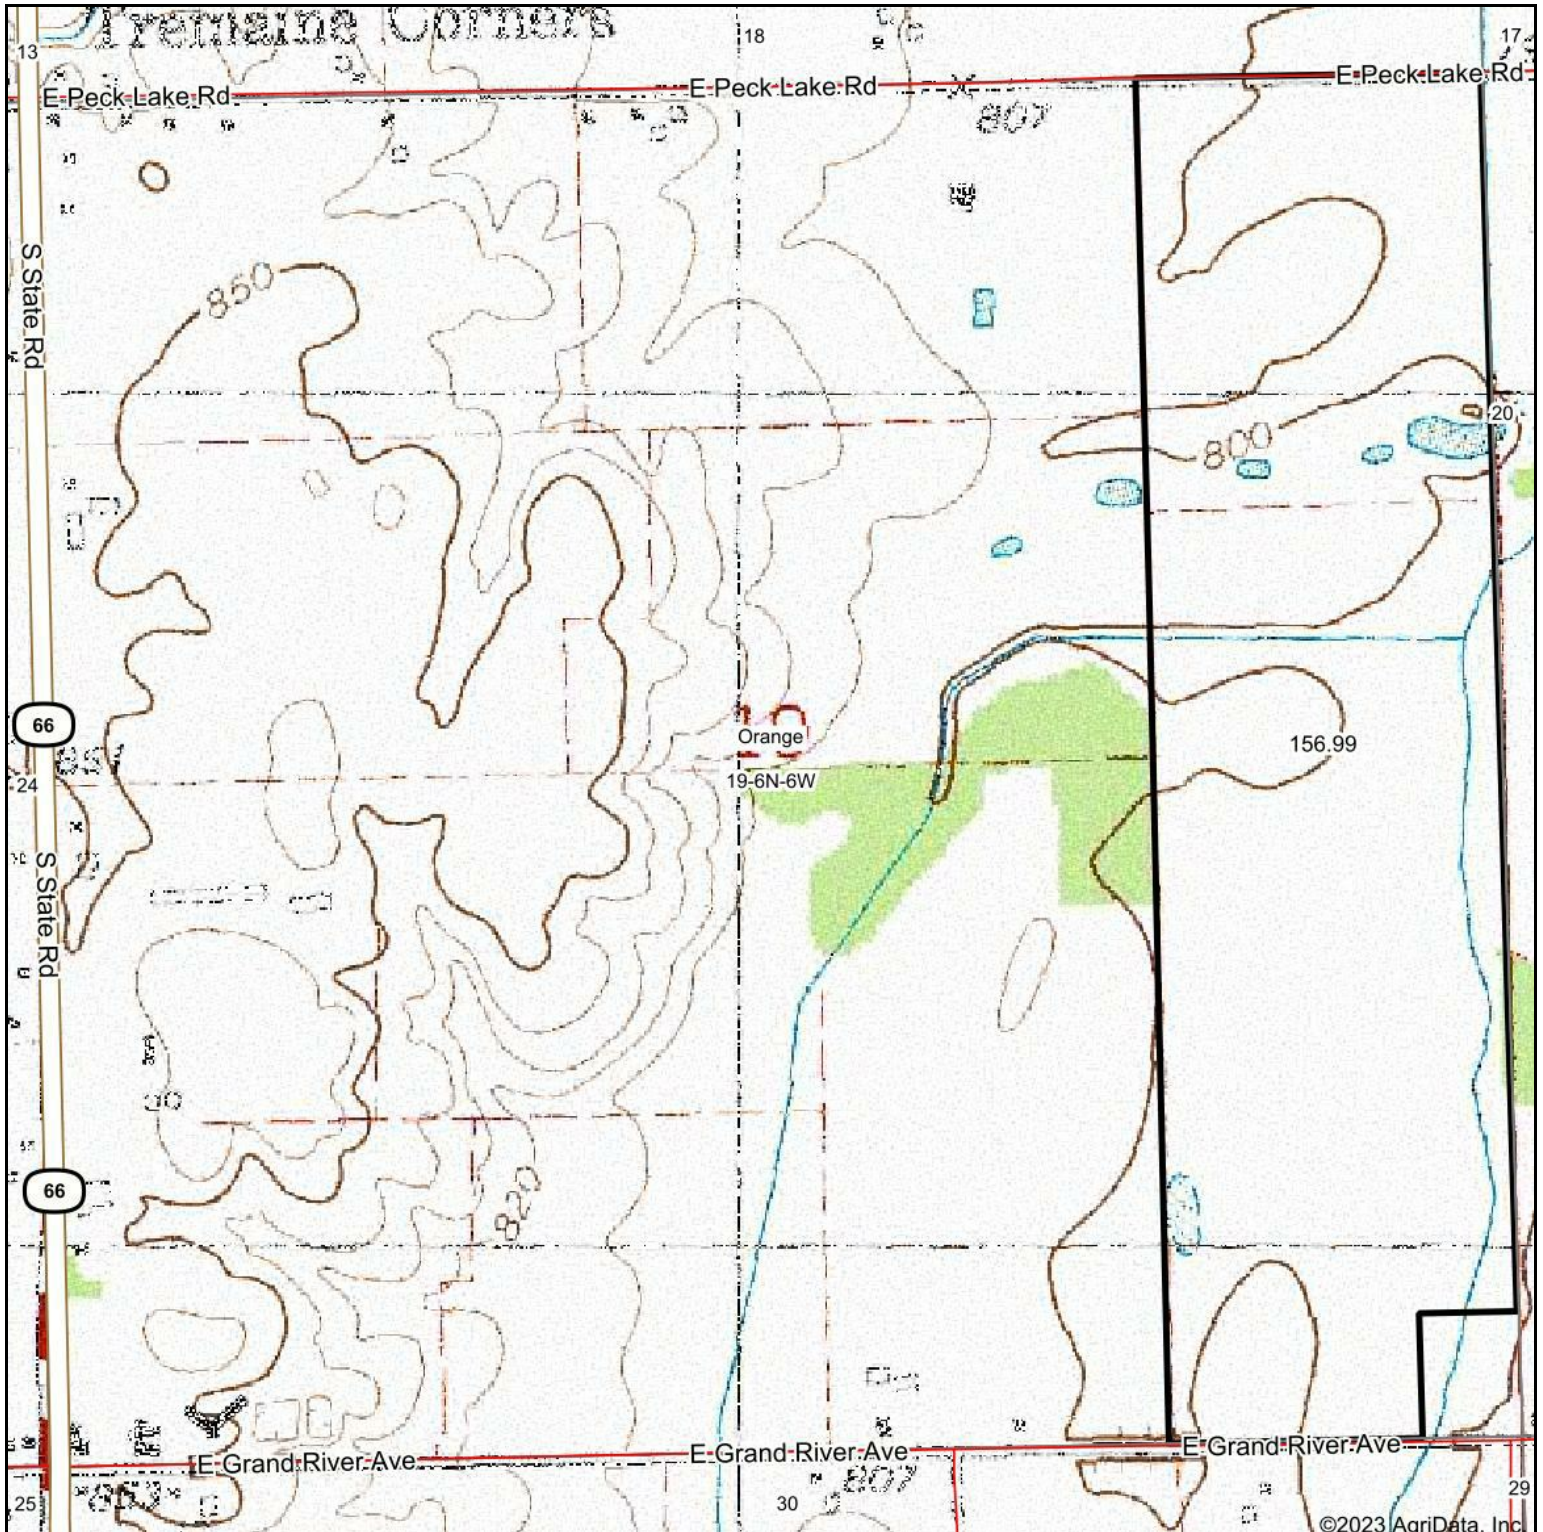 Tremaine Corners
13
18
17
E Peck Lake Rd
E Peck Lake Rd
E Peck Lake Rd
807
S State Rd
850
20
800
66
Orange
19-6N-6W
156.99
24
S State Rd
66
820
E Grand River Ave
E Grand River Ave
E Grand River Ave
853
807
25
30
29
©2023 AgriData, Inc